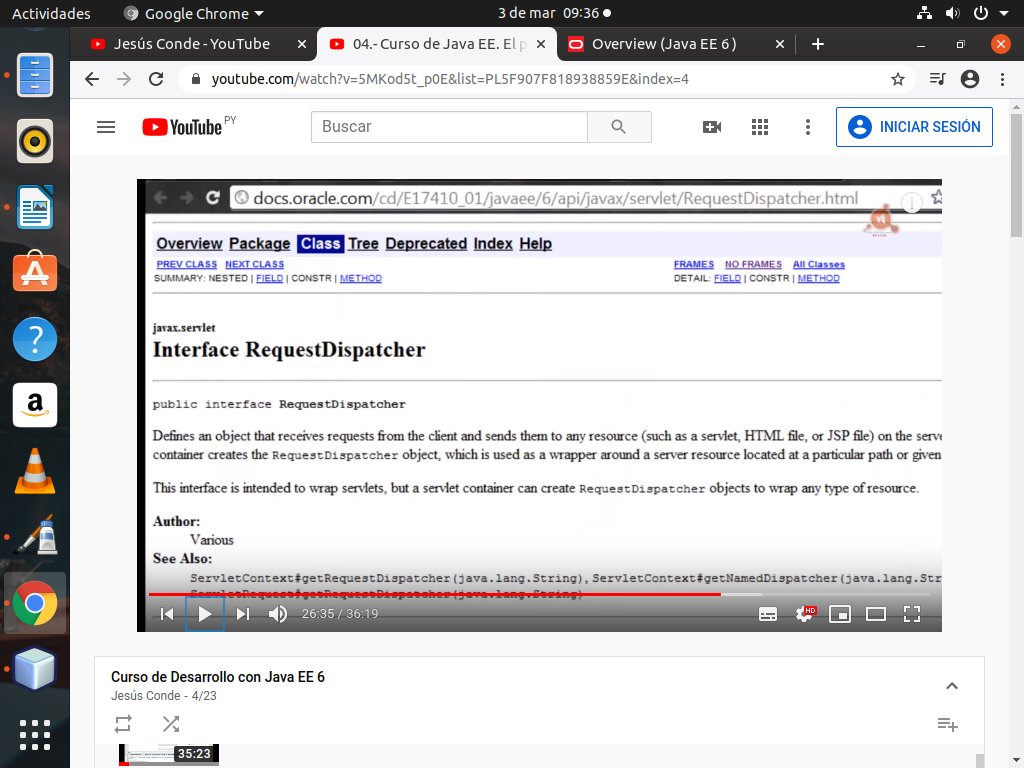 Actividades Google Chrome 3 de mar 09:36
Jesús Conde - YouTube 04.- Curso de Java EE. El p Overview (Java EE 6)
youtube.com/watch?v=5MKod5t_p0E&list=PL5F907F818938859E&index=4
YouTube PY Buscar INICIAR SESIÓN
docs.oracle.com/cd/E17410_01/javaee/6/api/javax/servlet/RequestDispatcher.html
Overview Package Class Tree Deprecated Index Help
PREV CLASS NEXT CLASS FRAMES NO FRAMES All Classes
SUMMARY: NESTED | FIELD | CONSTR | METHOD DETAIL: FIELD | CONSTR | METHOD
javax.servlet
Interface RequestDispatcher
public interface RequestDispatcher
Defines an object that receives requests from the client and sends them to any resource (such as a servlet, HTML file, or JSP file) on the serve
container creates the RequestDispatcher object, which is used as a wrapper around a server resource located at a particular path or given
This interface is intended to wrap servlets, but a servlet container can create RequestDispatcher objects to wrap any type of resource.
Author:
Various
See Also:
ServletContext#getRequestDispatcher(java.lang.String), ServletContext#getNamedDispatcher(java.lang.Str
ServletRequest#getRequestDispatcher(java.lang.String)
26:35 / 36:19 HD
Curso de Desarrollo con Java EE 6
Jesús Conde - 4/23
35:23